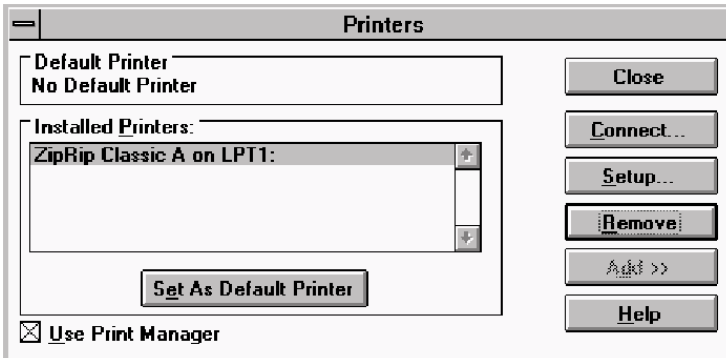 Printers
Default Printer
No Default Printer
Installed Printers:
ZipRip Classic A on LPT1:
Set As Default Printer
Use Print Manager
Close
Connect...
Setup...
Remove
Add >>
Help